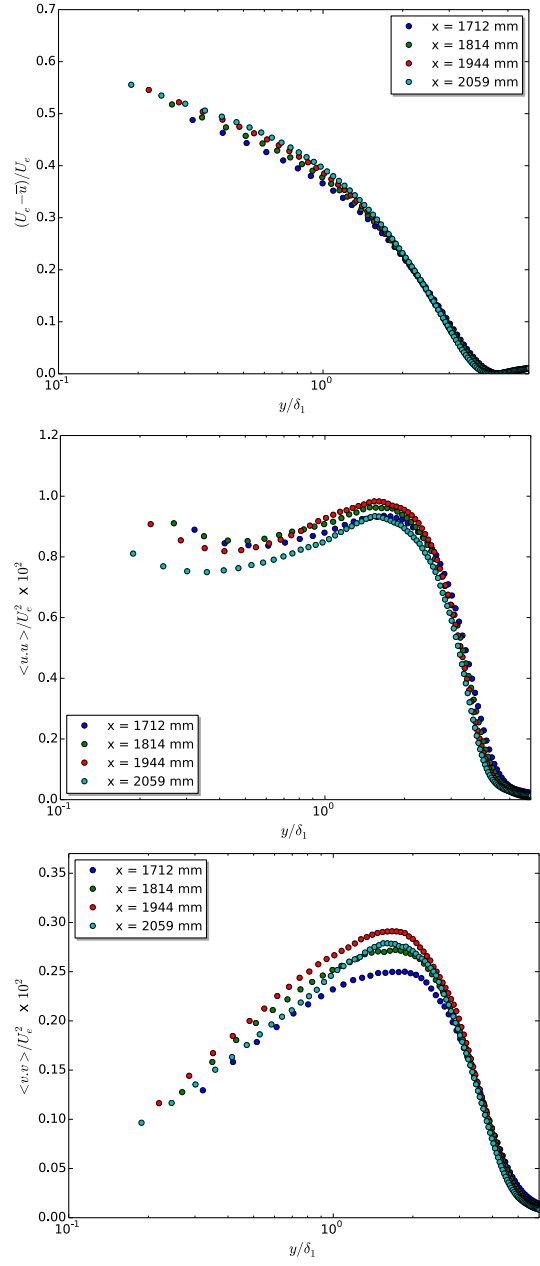 0.7
0.6
0.5
0.4
0.3
0.2
0.1
0.0
(U_e − u̅)/U_e
x = 1712 mm
x = 1814 mm
x = 1944 mm
x = 2059 mm
10^-1
10^0
y/δ_1
1.2
1.0
0.8
0.6
0.4
0.2
0.0
<u.u>/U_e^2 x 10^2
x = 1712 mm
x = 1814 mm
x = 1944 mm
x = 2059 mm
10^-1
10^0
y/δ_1
0.35
0.30
0.25
0.20
0.15
0.10
0.05
0.00
<v.v>/U_e^2 x 10^2
x = 1712 mm
x = 1814 mm
x = 1944 mm
x = 2059 mm
10^-1
10^0
y/δ_1